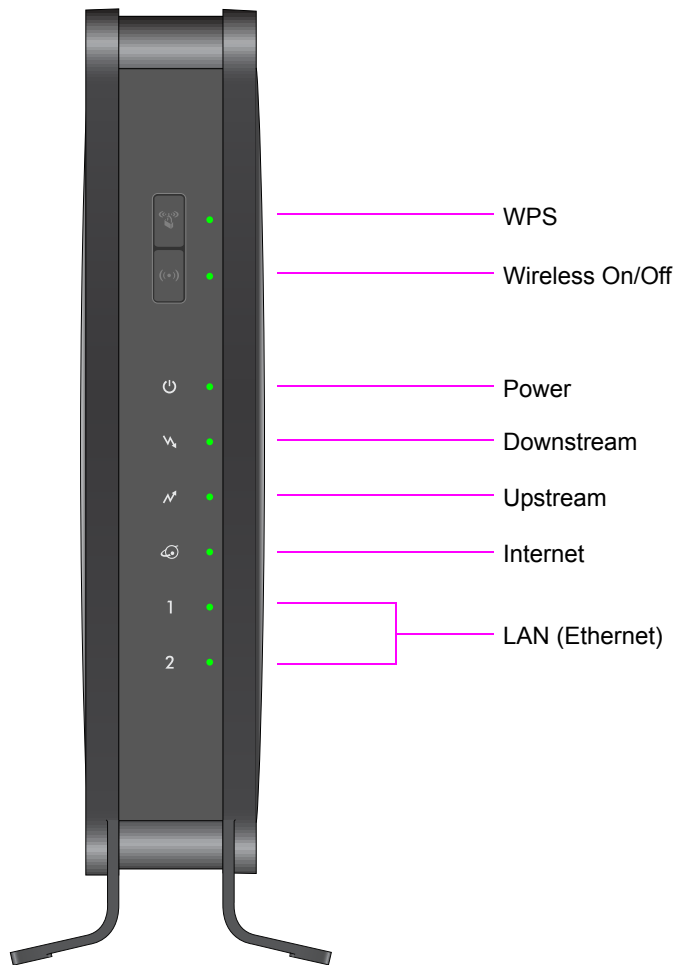 WPS
Wireless On/Off
Power
Downstream
Upstream
Internet
1
LAN (Ethernet)
2